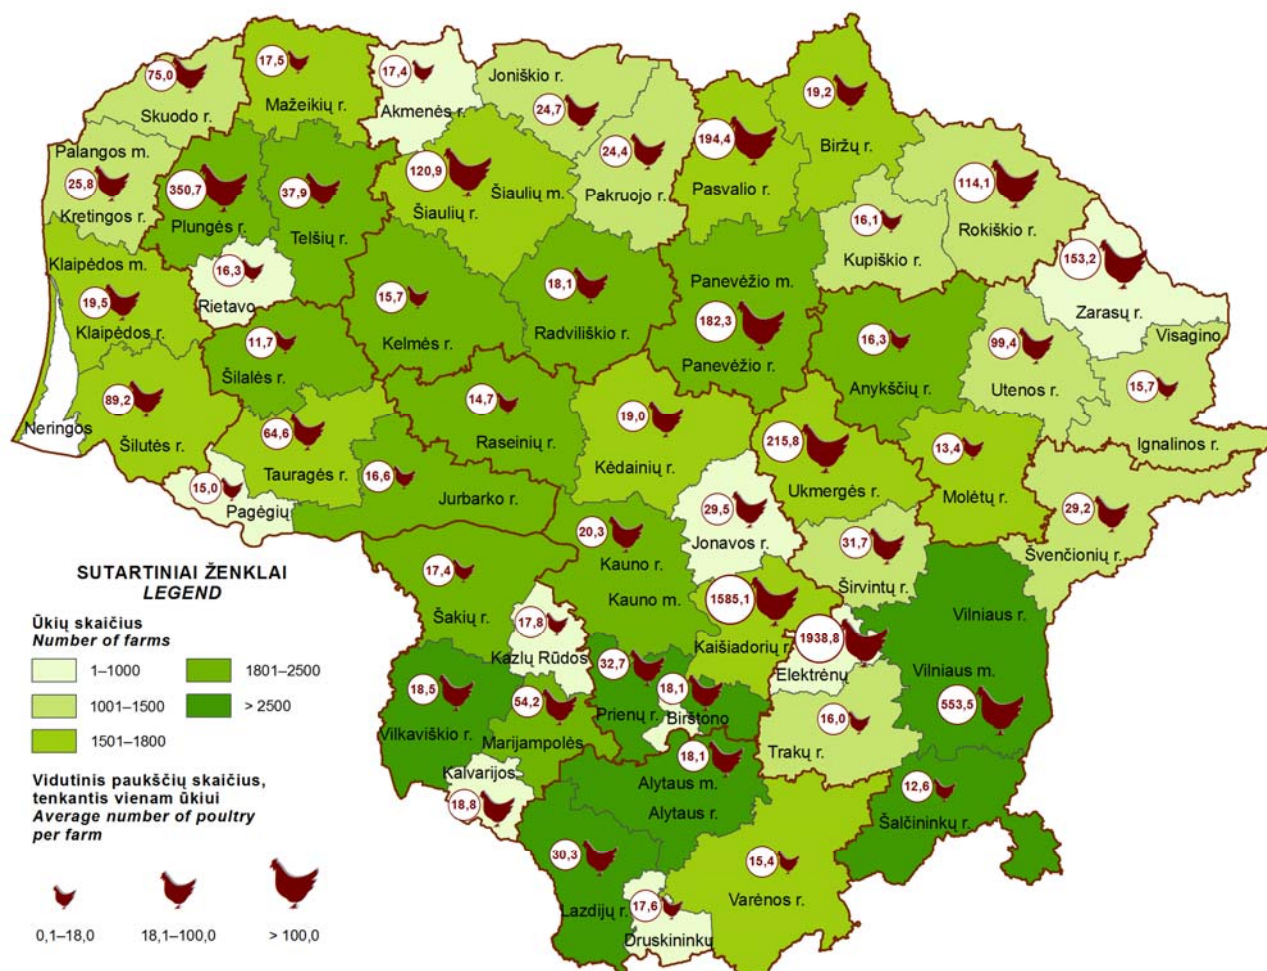 75,0
Skuodo r.
17,5
Mažeikių r.
17,4
Akmenės r.
Joniškio r.
24,7
19,2
Biržų r.
Palangos m.
25,8
Kretingos r.
350,7
Plungės r.
37,9
Telšių r.
120,9
Šiaulių m.
Šiaulių r.
24,4
Pakruojo r.
194,4
Pasvalio r.
16,1
Kupiškio r.
114,1
Rokiškio r.
153,2
Zarasų r.
Klaipėdos m.
19,5
Klaipėdos r.
16,3
Rietavo
15,7
Kelmės r.
18,1
Radviliškio r.
Panevėžio m.
182,3
Panevėžio r.
16,3
Anykščių r.
99,4
Utenos r.
Visagino
15,7
Ignalinos r.
11,7
Šilalės r.
89,2
Šilutės r.
Neringos
64,6
Tauragės r.
14,7
Raseinių r.
19,0
Kėdainių r.
215,8
Ukmergės r.
13,4
Molėtų r.
15,0
Pagėgių
16,6
Jurbarko r.
20,3
Kauno r.
Kauno m.
29,5
Jonavos r.
31,7
Širvintų r.
29,2
Švenčionių r.
17,4
Šakių r.
17,8
Kazlų Rūdos
1585,1
Kaišiadorių r.
1938,8
Elektrėnų
Vilniaus r.
Vilniaus m.
553,5
18,5
Vilkaviškio r.
54,2
Marijampolės
32,7
Prienų r.
18,1
Birštono
16,0
Trakų r.
Kalvarijos
18,8
18,1
Alytaus m.
Alytaus r.
12,6
Šalčininkų r.
30,3
Lazdijų r.
17,6
Druskininkų
15,4
Varėnos r.
SUTARTINIAI ŽENKLAI
LEGEND
Ūkių skaičius
Number of farms
1–1000
1801–2500
1001–1500
> 2500
1501–1800
Vidutinis paukščių skaičius,
tenkantis vienam ūkiui
Average number of poultry
per farm
0,1–18,0
18,1–100,0
> 100,0